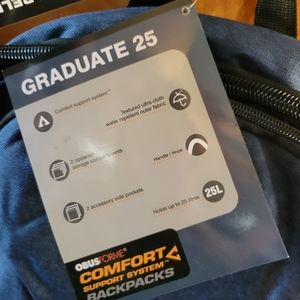 GRADUATE 25
Comfort support system™
Textured ultra cloth
water repellent outer fabric
2 zippered
storage compartments
Handle / Hook
2 accessory side pockets
Holds up to 25 litres
25L
OBUSFORME®
COMFORT
SUPPORT SYSTEM™
BACKPACKS